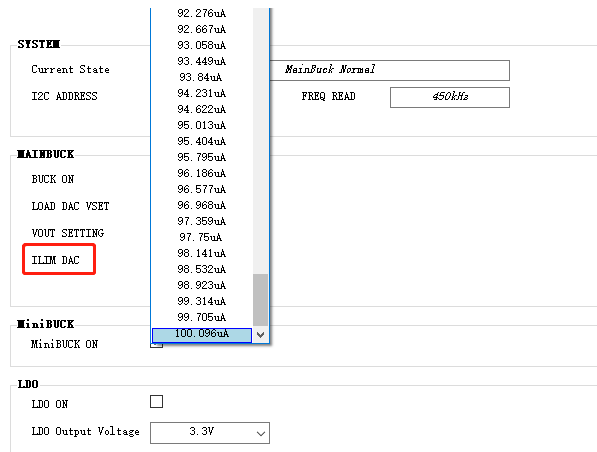 92.276uA
92.667uA
93.058uA
93.449uA
93.84uA
94.231uA
94.622uA
95.013uA
95.404uA
95.795uA
96.186uA
96.577uA
96.968uA
97.359uA
97.75uA
98.141uA
98.532uA
98.923uA
99.314uA
99.705uA
100.096uA
SYSTEM
Current State
MainBuck Normal
I2C ADDRESS
FREQ READ
450kHz
MAINBUCK
BUCK ON
LOAD DAC VSET
VOUT SETTING
ILIM DAC
MiniBUCK
MiniBUCK ON
LDO
LDO ON
LDO Output Voltage
3.3V